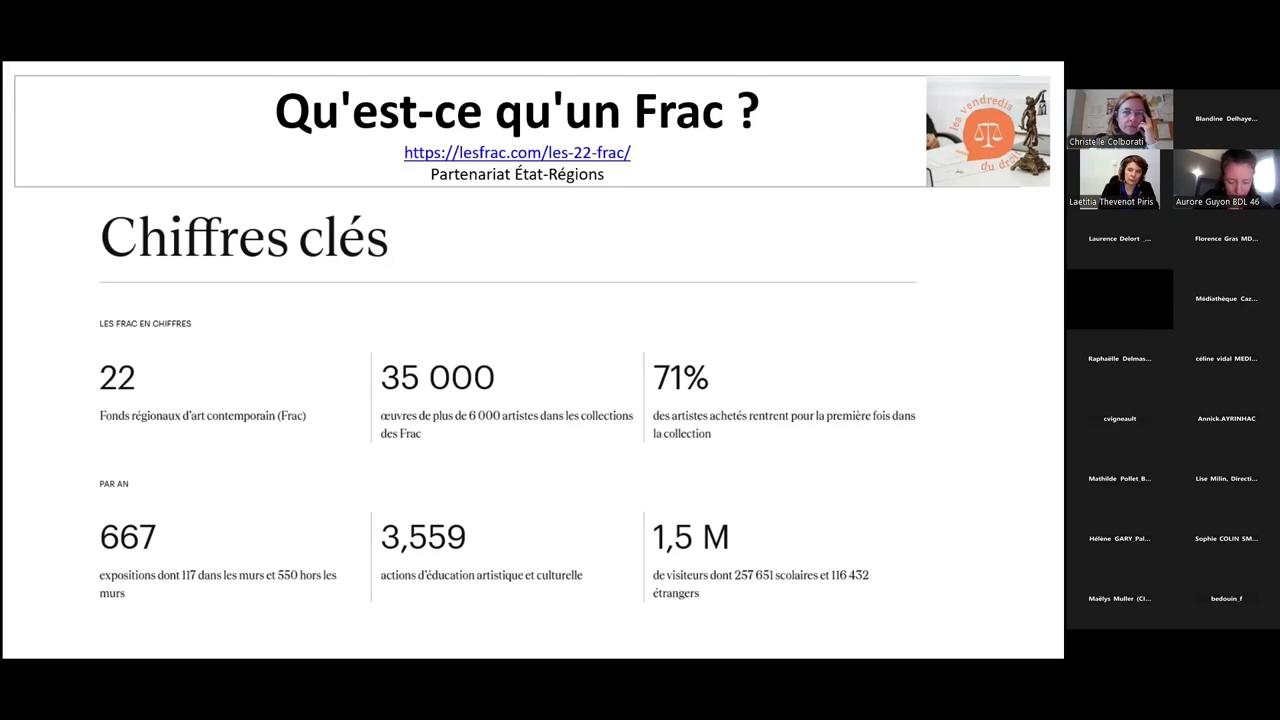 Qu'est-ce qu'un Frac ?
https://lesfrac.com/les-22-frac/
Partenariat État-Régions
les vendredis
du droit
Chiffres clés
LES FRAC EN CHIFFRES
22
Fonds régionaux d'art contemporain (Frac)
35 000
œuvres de plus de 6 000 artistes dans les collections
des Frac
71%
des artistes achetés rentrent pour la première fois dans
la collection
PAR AN
667
expositions dont 117 dans les murs et 550 hors les
murs
3,559
actions d'éducation artistique et culturelle
1,5 M
de visiteurs dont 257 651 scolaires et 116 432
étrangers
Christelle Colborati
Blandine Delhaye...
Laetitia Thevenot Piris
Aurore Guyon BDL 46
Laurence Delort _...
Florence Gras MD...
Médiathèque Caz...
Raphaëlle Delmas...
céline vidal MEDI...
cvigneault
Annick.AYRINHAC
Mathilde Pollet_B...
Lise Milin, Directi...
Hélène GARY_Pal...
Sophie COLIN SM...
Maëlys Muller (CI...
bedouin_f